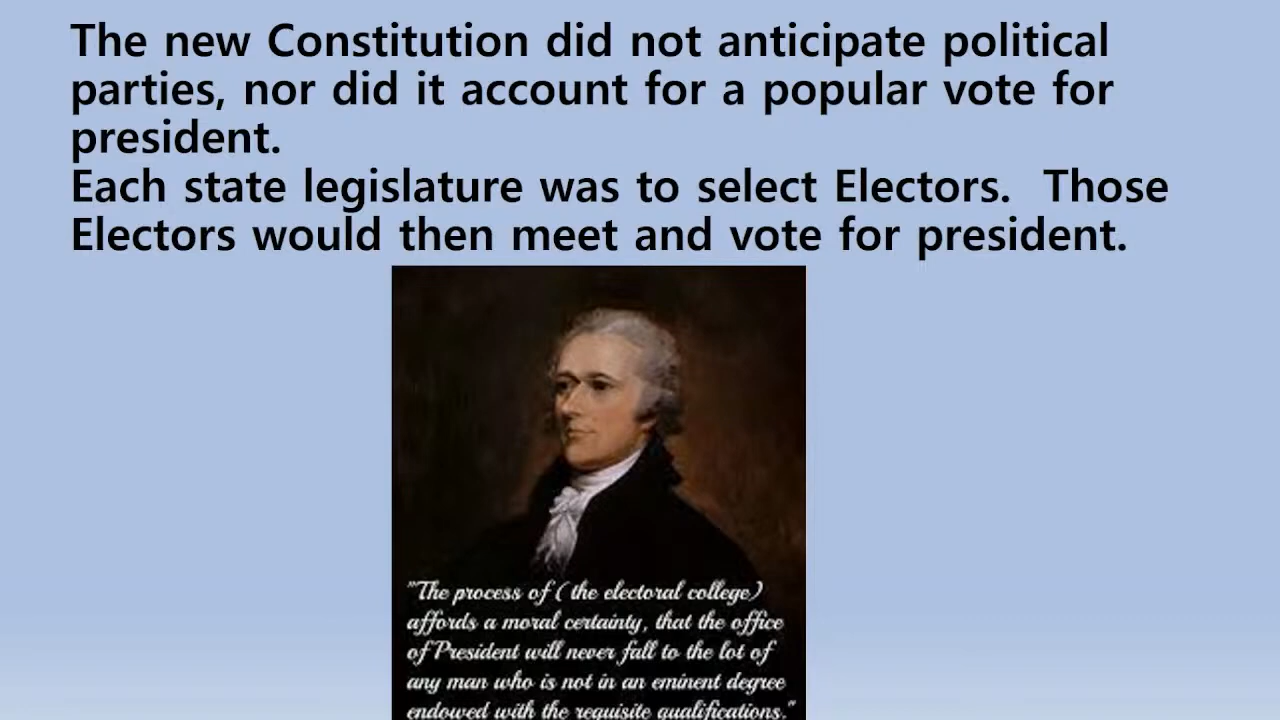 The new Constitution did not anticipate political
parties, nor did it account for a popular vote for
president.
Each state legislature was to select Electors.  Those
Electors would then meet and vote for president.
"The process of ( the electoral college)
affords a moral certainty, that the office
of President will never fall to the lot of
any man who is not in an eminent degree
endowed with the requisite qualifications."